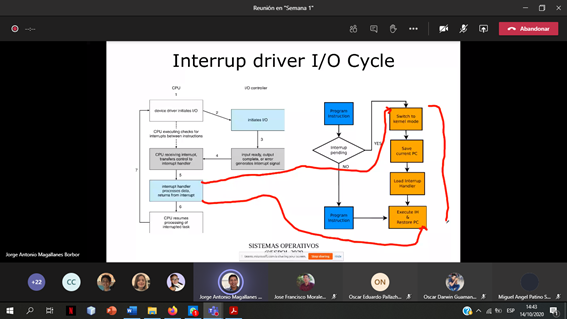 Reunión en "Semana 1"
--:--
Abandonar
Interrup driver I/O Cycle
CPU
I/O controller
1
device driver initiates I/O
2
initiates I/O
CPU executing checks for
interrupts between instructions
3
CPU receiving interrupt,
transfers control to
interrupt handler
4
input ready, output
complete, or error
generates interrupt signal
7
5
interrupt handler
processes data,
returns from interrupt
6
CPU resumes
processing of
interrupted task
Program
instruction
Interrup
pending
YES
NO
Program
instruction
Switch to
kernel mode
Save
current PC
Load Interrup
Handler
Execute IH
&
Restore PC
SISTEMAS OPERATIVOS
Stop sharing
Hide
Jorge Antonio Magallanes Borbor
+22
CC
ON
Jorge Antonio Magallanes ...
Jose Francisco Morale...
Oscar Eduardo Pallach...
Oscar Darwin Guaman...
Miguel Angel Patino S...
ESP
14:43
14/10/2020